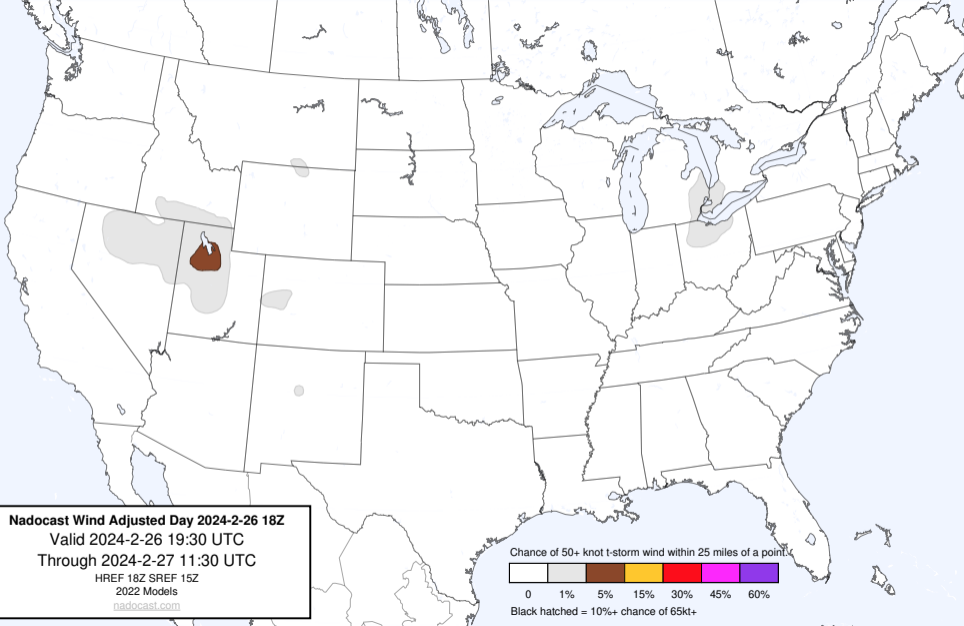 Nadocast Wind Adjusted Day 2024-2-26 18Z
Valid 2024-2-26 19:30 UTC
Through 2024-2-27 11:30 UTC
HREF 18Z SREF 15Z
2022 Models
nadocast.com
Chance of 50+ knot t-storm wind within 25 miles of a point.
0 1% 5% 15% 30% 45% 60%
Black hatched = 10%+ chance of 65kt+